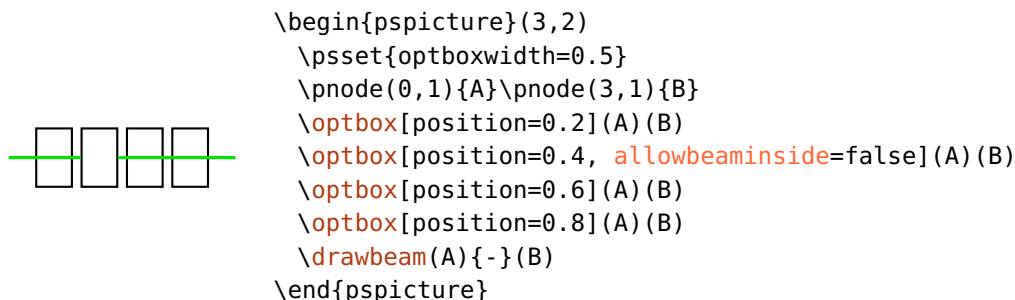 \begin{pspicture}(3,2)
  \psset{optboxwidth=0.5}
  \pnode(0,1){A}\pnode(3,1){B}
  \optbox[position=0.2](A)(B)
  \optbox[position=0.4, allowbeaminside=false](A)(B)
  \optbox[position=0.6](A)(B)
  \optbox[position=0.8](A)(B)
  \drawbeam(A){-}(B)
\end{pspicture}